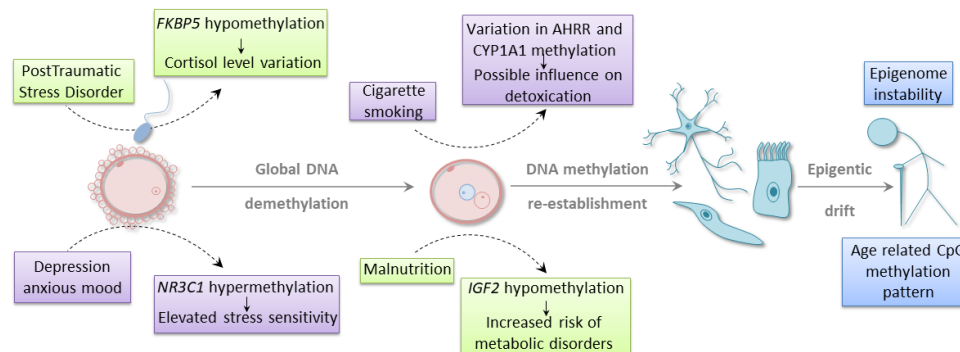 FKBP5 hypomethylation
Cortisol level variation
PostTraumatic
Stress Disorder
Variation in AHRR and
CYP1A1 methylation
Possible influence on
detoxication
Cigarette
smoking
Epigenome
instability
Global DNA
demethylation
DNA methylation
re-establishment
Epigentic
drift
Depression
anxious mood
NR3C1 hypermethylation
Elevated stress sensitivity
Malnutrition
IGF2 hypomethylation
Increased risk of
metabolic disorders
Age related CpG
methylation
pattern